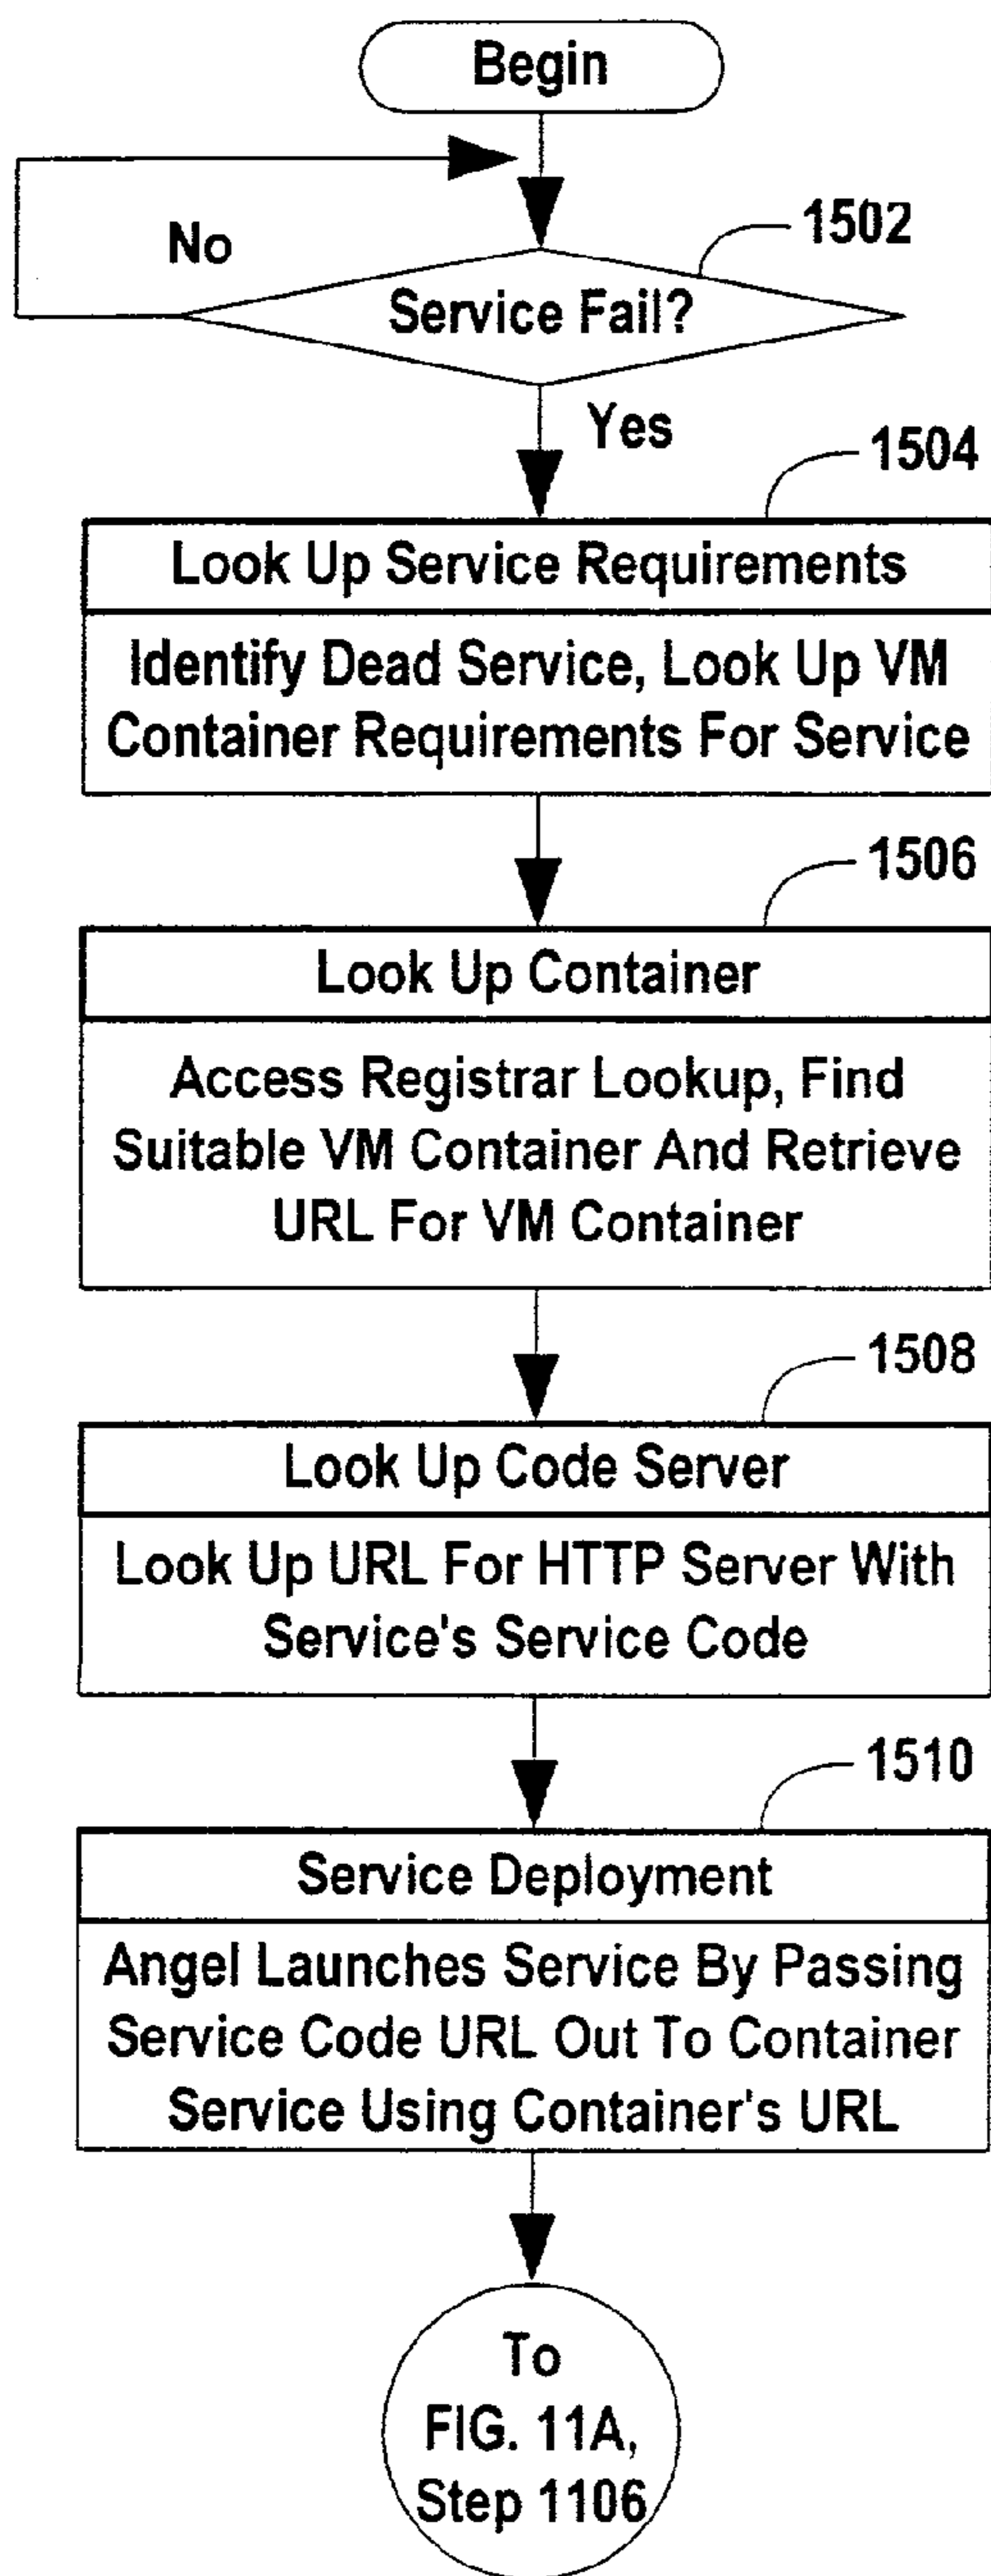 Begin
No
1502
Service Fail?
Yes
1504
Look Up Service Requirements
Identify Dead Service, Look Up VM
Container Requirements For Service
1506
Look Up Container
Access Registrar Lookup, Find
Suitable VM Container And Retrieve
URL For VM Container
1508
Look Up Code Server
Look Up URL For HTTP Server With
Service's Service Code
1510
Service Deployment
Angel Launches Service By Passing
Service Code URL Out To Container
Service Using Container's URL
To
FIG. 11A,
Step 1106